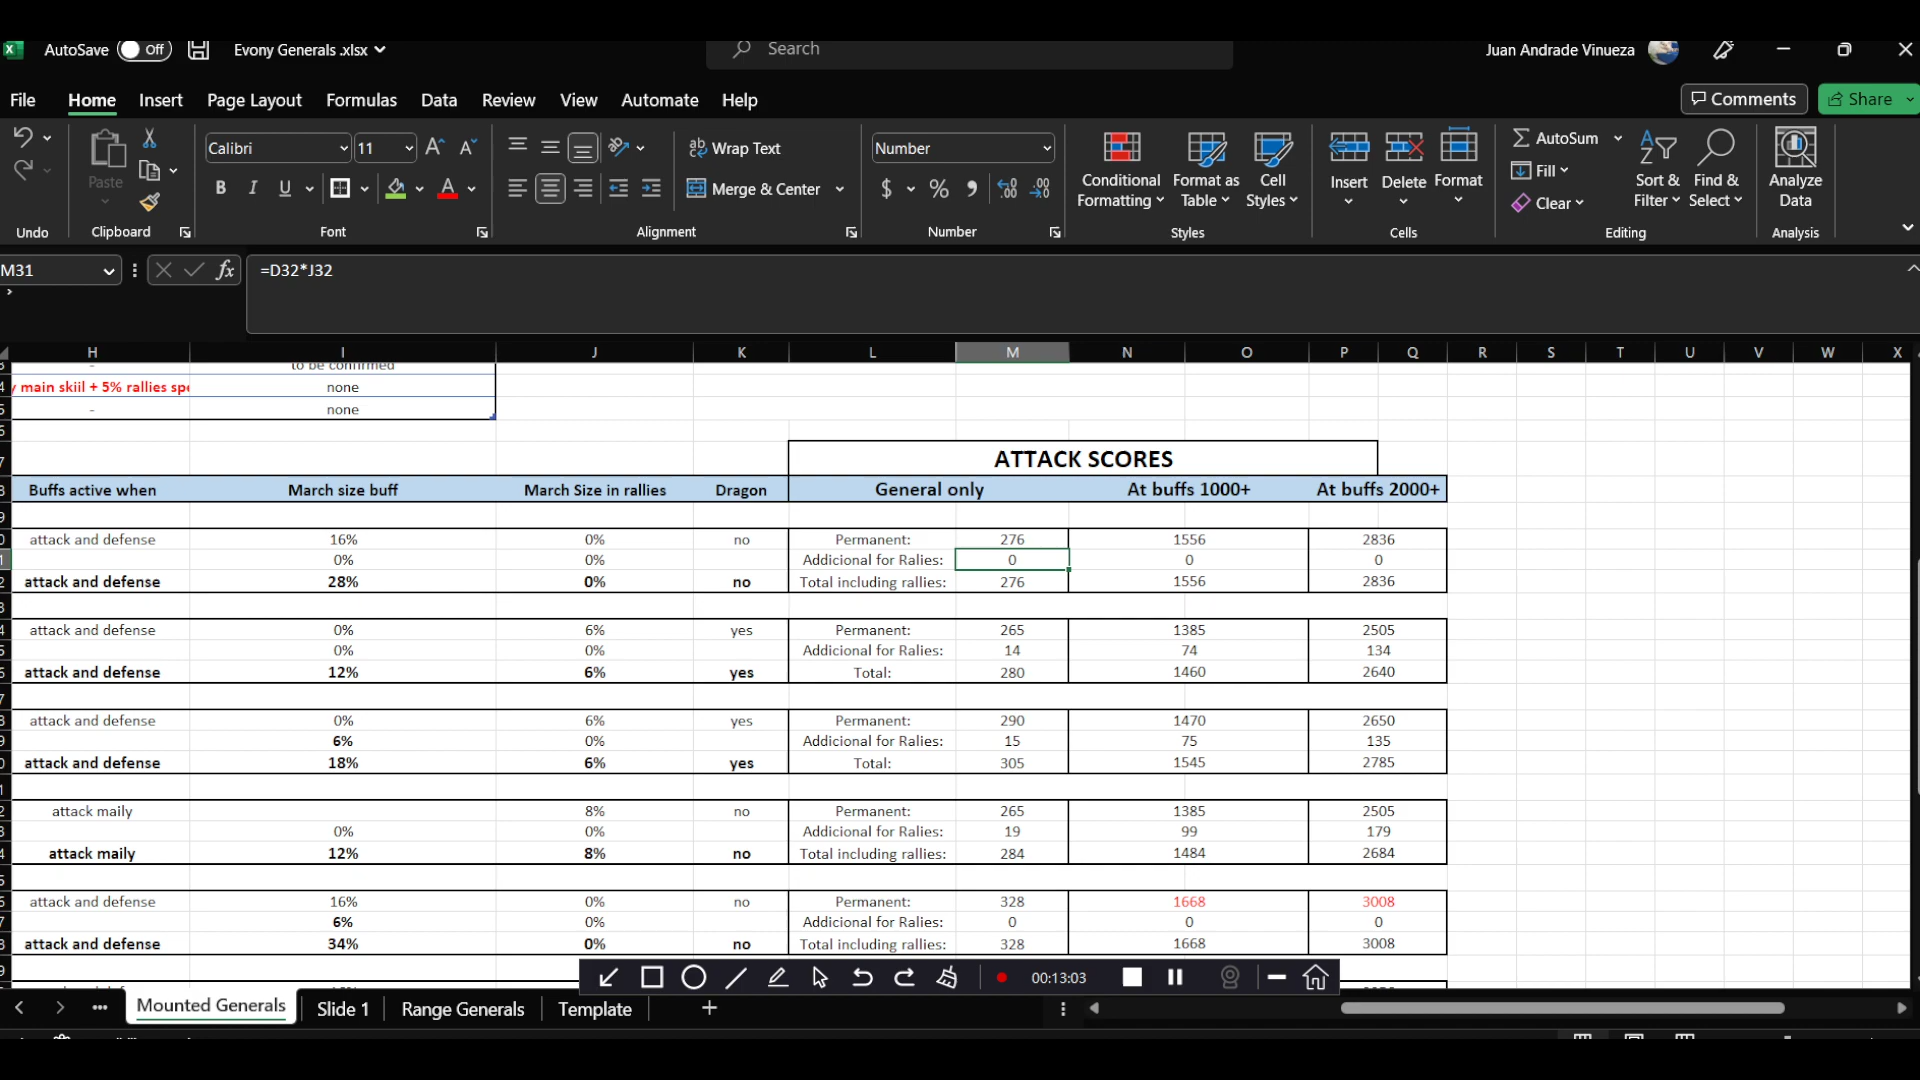 AutoSave Off Evony Generals .xlsx Search Juan Andrade Vinueza
File Home Insert Page Layout Formulas Data Review View Automate Help Comments Share
Calibri 11 Wrap Text Number AutoSum
Paste B I U Merge & Center $ % Conditional Formatting Format as Table Cell Styles Insert Delete Format Fill Clear Sort & Filter Find & Select Analyze Data
Undo Clipboard Font Alignment Number Styles Cells Editing Analysis
M31 fx =D32*J32
H I J K L M N O P Q R S T U V W X
- to be confirmed
main skiil + 5% rallies spe none
- none
ATTACK SCORES
Buffs active when March size buff March Size in rallies Dragon General only At buffs 1000+ At buffs 2000+
attack and defense 16% 0% no Permanent: 276 1556 2836
0% 0% Addicional for Ralies: 0 0 0
attack and defense 28% 0% no Total including rallies: 276 1556 2836
attack and defense 0% 6% yes Permanent: 265 1385 2505
0% 0% Addicional for Ralies: 14 74 134
attack and defense 12% 6% yes Total: 280 1460 2640
attack and defense 0% 6% yes Permanent: 290 1470 2650
6% 0% Addicional for Ralies: 15 75 135
attack and defense 18% 6% yes Total: 305 1545 2785
attack maily 8% no Permanent: 265 1385 2505
0% 0% Addicional for Ralies: 19 99 179
attack maily 12% 8% no Total including rallies: 284 1484 2684
attack and defense 16% 0% no Permanent: 328 1668 3008
6% 0% Addicional for Ralies: 0 0 0
attack and defense 34% 0% no Total including rallies: 328 1668 3008
00:13:03
Mounted Generals Slide 1 Range Generals Template